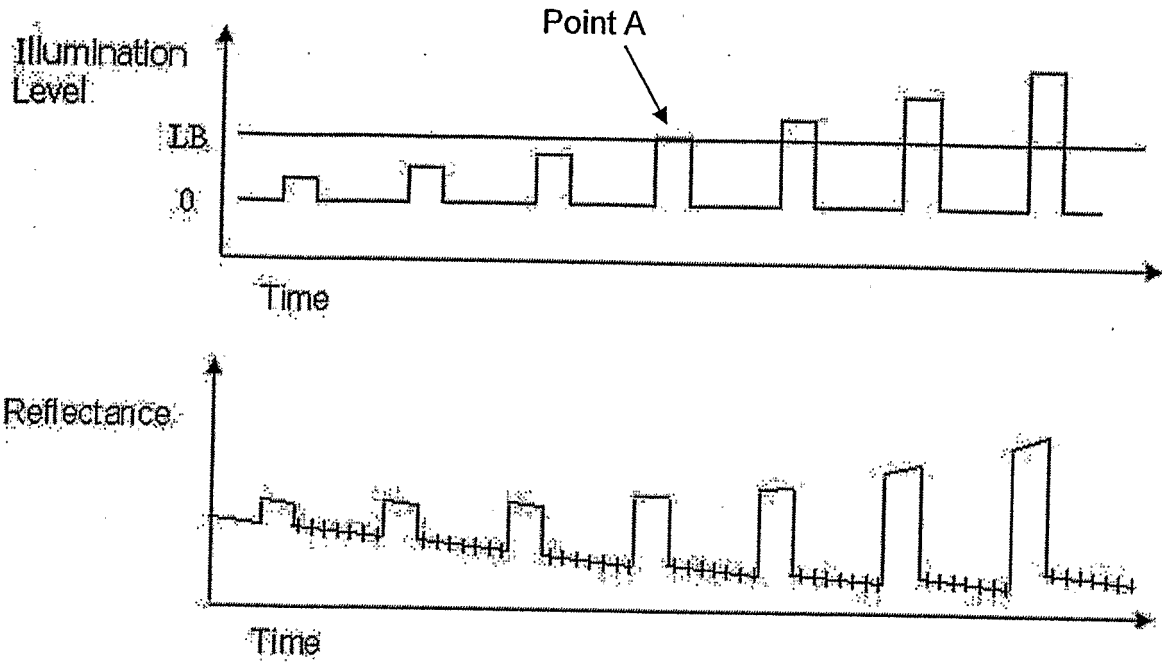 Point A
Illumination
Level
LB
0
Time
Reflectance
Time